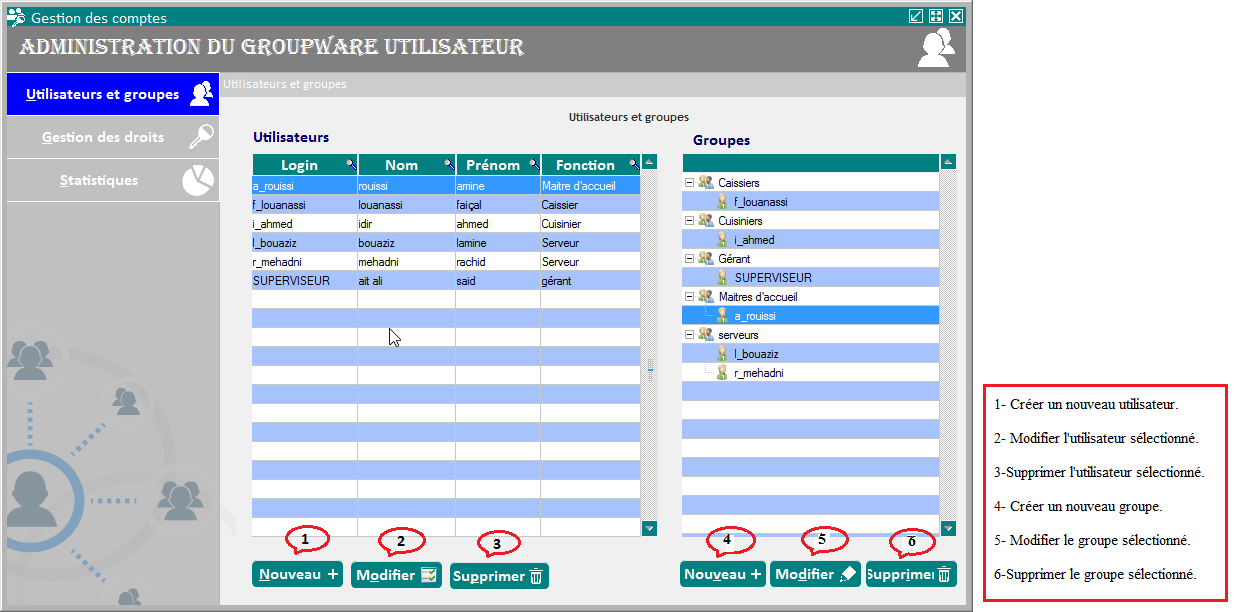 Gestion des comptes
ADMINISTRATION DU GROUPWARE UTILISATEUR
Utilisateurs et groupes
Gestion des droits
Statistiques
Utilisateurs et groupes
Utilisateurs et groupes
Utilisateurs
Login Nom Prénom Fonction
a_rouissi rouissi amine Maitre d'accueil
f_louanassi louanassi faiçal Caissier
i_ahmed idir ahmed Cuisinier
l_bouaziz bouaziz lamine Serveur
r_mehadni mehadni rachid Serveur
SUPERVISEUR ait ali said gérant
Groupes
Caissiers
f_louanassi
Cuisiniers
i_ahmed
Gérant
SUPERVISEUR
Maitres d'accueil
a_rouissi
serveurs
l_bouaziz
r_mehadni
1 2 3 4 5 6
Nouveau + Modifier Supprimer
Nouveau + Modifier Supprimer
1- Créer un nouveau utilisateur.
2- Modifier l'utilisateur sélectionné.
3-Supprimer l'utilisateur sélectionné.
4- Créer un nouveau groupe.
5- Modifier le groupe sélectionné.
6-Supprimer le groupe sélectionné.